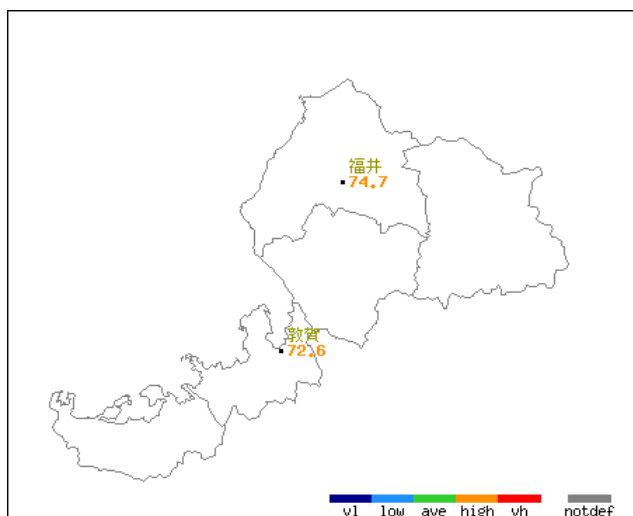 福井
74.7
敦賀
72.6
vl low ave high vh notdef